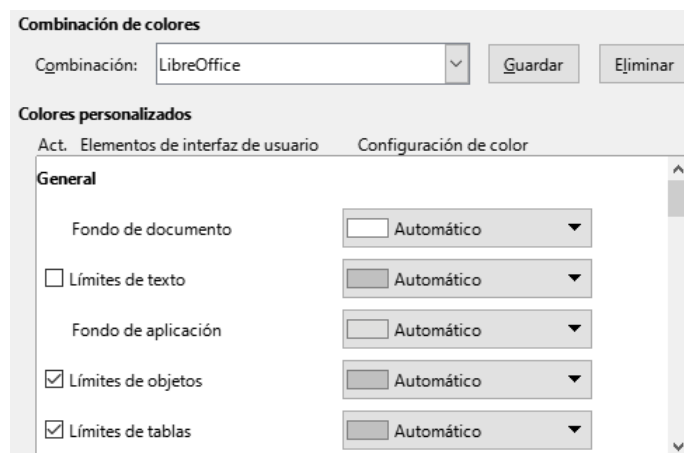 Combinación de colores
Combinación: LibreOffice Guardar Eliminar
Colores personalizados
Act. Elementos de interfaz de usuario Configuración de color
General
Fondo de documento Automático
Límites de texto Automático
Fondo de aplicación Automático
Límites de objetos Automático
Límites de tablas Automático